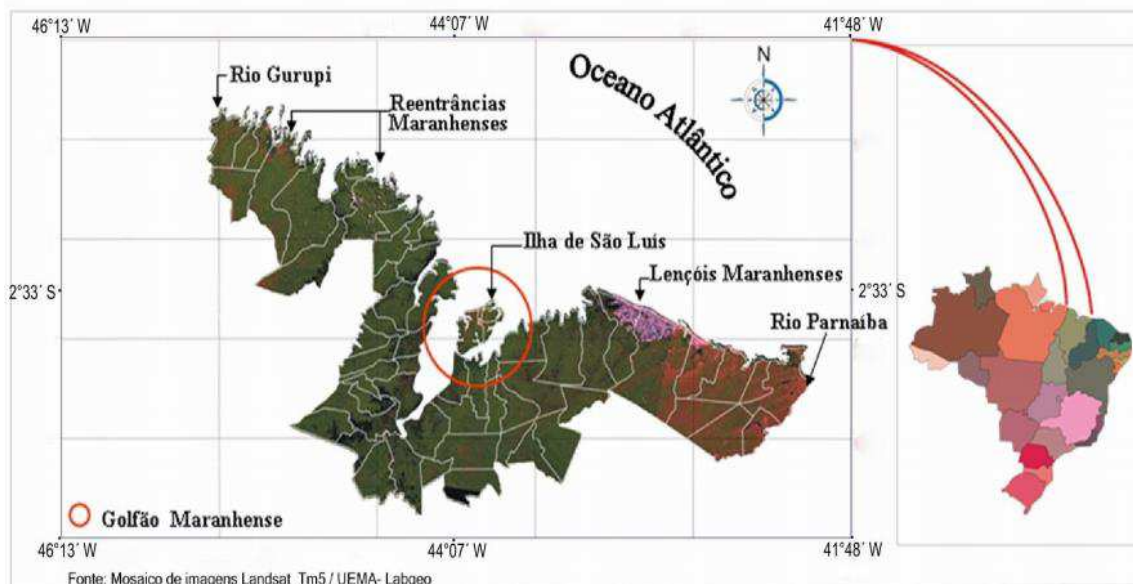 46°13´ W
44°07´ W
41°48´ W
N
Oceano Atlântico
Rio Gurupi
Reentrâncias
Maranhenses
Ilha de São Luís
2°33´ S
Lençóis Maranhenses
2°33´ S
Rio Parnaíba
Golfão Maranhense
46°13´ W
44°07´ W
41°48´ W
Fonte: Mosaico de imagens Landsat Tm5 / UEMA- Labgeo